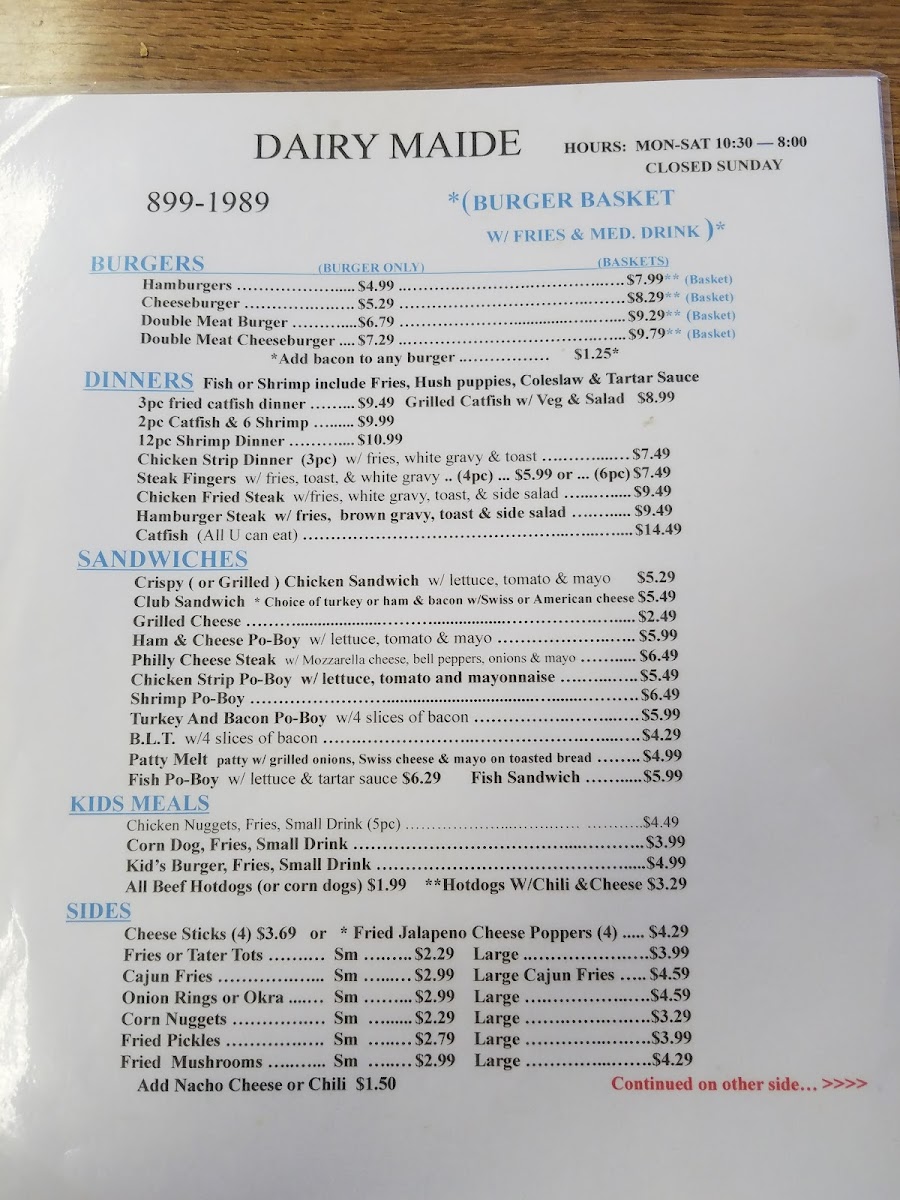 DAIRY MAIDE
HOURS: MON-SAT 10:30 — 8:00
CLOSED SUNDAY
899-1989
*(BURGER BASKET
W/ FRIES & MED. DRINK)*
BURGERS (BURGER ONLY) (BASKETS)
Hamburgers ........................ $4.99 ................................................ $7.99** (Basket)
Cheeseburger ...................... $5.29 ................................................ $8.29** (Basket)
Double Meat Burger ............ $6.79 ................................................ $9.29** (Basket)
Double Meat Cheeseburger .... $7.29 ................................................ $9.79** (Basket)
*Add bacon to any burger .................. $1.25*
DINNERS Fish or Shrimp include Fries, Hush puppies, Coleslaw & Tartar Sauce
3pc fried catfish dinner ......... $9.49 Grilled Catfish w/ Veg & Salad $8.99
2pc Catfish & 6 Shrimp ......... $9.99
12pc Shrimp Dinner ............. $10.99
Chicken Strip Dinner (3pc) w/ fries, white gravy & toast .................. $7.49
Steak Fingers w/ fries, toast, & white gravy .. (4pc) ... $5.99 or ... (6pc) $7.49
Chicken Fried Steak w/fries, white gravy, toast, & side salad ............. $9.49
Hamburger Steak w/ fries, brown gravy, toast & side salad ............ $9.49
Catfish (All U can eat) .................................................................. $14.49
SANDWICHES
Crispy ( or Grilled ) Chicken Sandwich w/ lettuce, tomato & mayo $5.29
Club Sandwich * Choice of turkey or ham & bacon w/Swiss or American cheese $5.49
Grilled Cheese .............................................................................. $2.49
Ham & Cheese Po-Boy w/ lettuce, tomato & mayo ........................... $5.99
Philly Cheese Steak w/ Mozzarella cheese, bell peppers, onions & mayo ........... $6.49
Chicken Strip Po-Boy w/ lettuce, tomato and mayonnaise ............... $5.49
Shrimp Po-Boy .............................................................................. $6.49
Turkey And Bacon Po-Boy w/4 slices of bacon ................................ $5.99
B.L.T. w/4 slices of bacon .............................................................. $4.29
Patty Melt patty w/ grilled onions, Swiss cheese & mayo on toasted bread ........ $4.99
Fish Po-Boy w/ lettuce & tartar sauce $6.29 Fish Sandwich ........... $5.99
KIDS MEALS
Chicken Nuggets, Fries, Small Drink (5pc) .............................................. $4.49
Corn Dog, Fries, Small Drink ........................................................ $3.99
Kid's Burger, Fries, Small Drink .................................................... $4.99
All Beef Hotdogs (or corn dogs) $1.99 **Hotdogs W/Chili &Cheese $3.29
SIDES
Cheese Sticks (4) $3.69 or * Fried Jalapeno Cheese Poppers (4) ..... $4.29
Fries or Tater Tots .......... Sm ......... $2.29 Large ........................ $3.99
Cajun Fries .................... Sm ......... $2.99 Large Cajun Fries ..... $4.59
Onion Rings or Okra ....... Sm ......... $2.99 Large ........................ $4.59
Corn Nuggets ................. Sm ......... $2.29 Large ........................ $3.29
Fried Pickles .................. Sm ......... $2.79 Large ........................ $3.99
Fried Mushrooms ............ Sm ......... $2.99 Large ........................ $4.29
Add Nacho Cheese or Chili $1.50
Continued on other side… >>>>